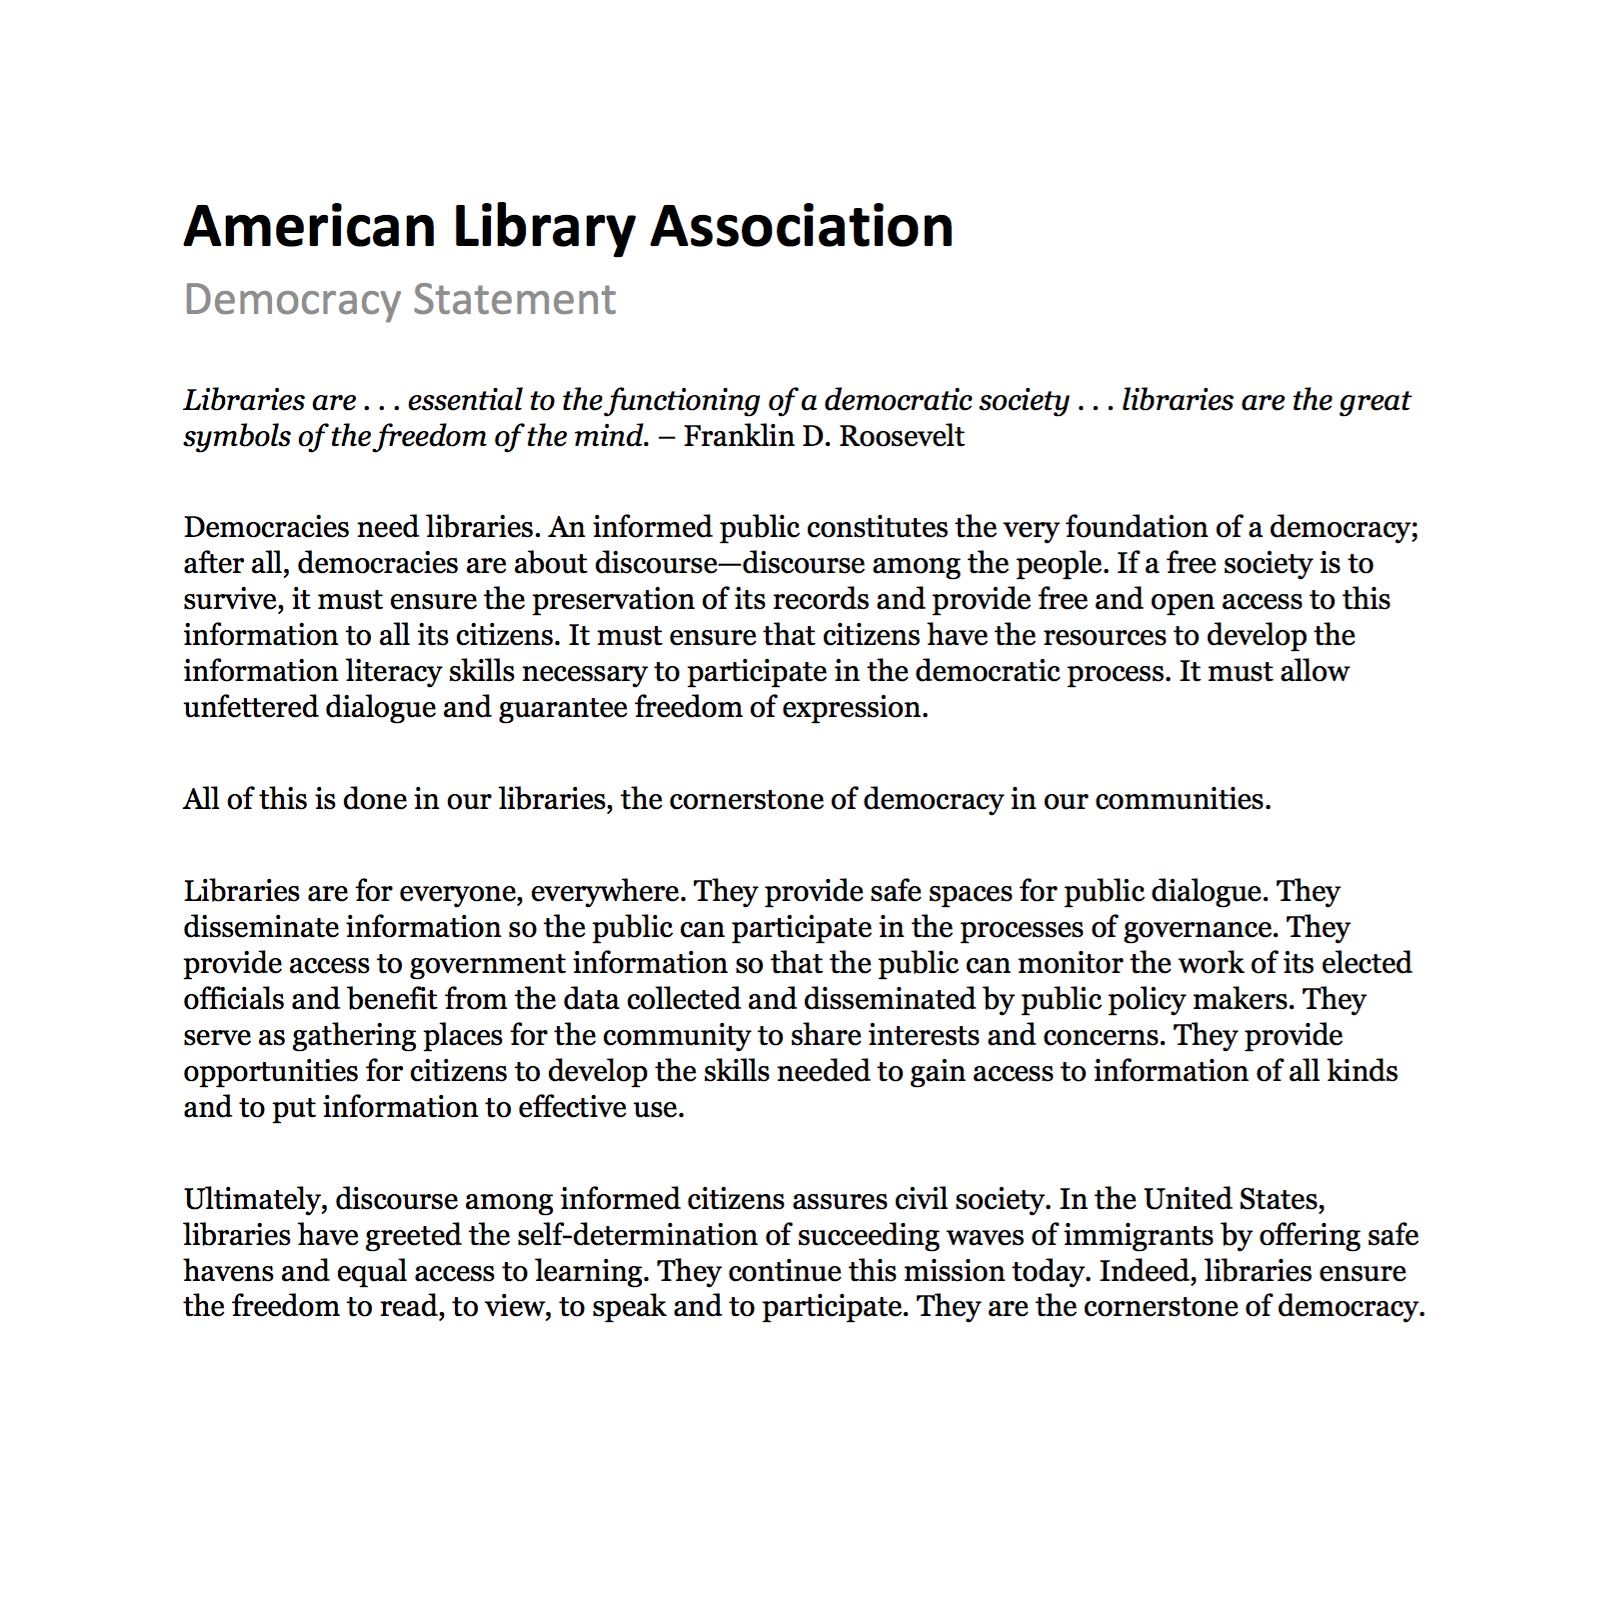 American Library Association
Democracy Statement
Libraries are . . . essential to the functioning of a democratic society . . . libraries are the great
symbols of the freedom of the mind. – Franklin D. Roosevelt
Democracies need libraries. An informed public constitutes the very foundation of a democracy;
after all, democracies are about discourse—discourse among the people. If a free society is to
survive, it must ensure the preservation of its records and provide free and open access to this
information to all its citizens. It must ensure that citizens have the resources to develop the
information literacy skills necessary to participate in the democratic process. It must allow
unfettered dialogue and guarantee freedom of expression.
All of this is done in our libraries, the cornerstone of democracy in our communities.
Libraries are for everyone, everywhere. They provide safe spaces for public dialogue. They
disseminate information so the public can participate in the processes of governance. They
provide access to government information so that the public can monitor the work of its elected
officials and benefit from the data collected and disseminated by public policy makers. They
serve as gathering places for the community to share interests and concerns. They provide
opportunities for citizens to develop the skills needed to gain access to information of all kinds
and to put information to effective use.
Ultimately, discourse among informed citizens assures civil society. In the United States,
libraries have greeted the self-determination of succeeding waves of immigrants by offering safe
havens and equal access to learning. They continue this mission today. Indeed, libraries ensure
the freedom to read, to view, to speak and to participate. They are the cornerstone of democracy.